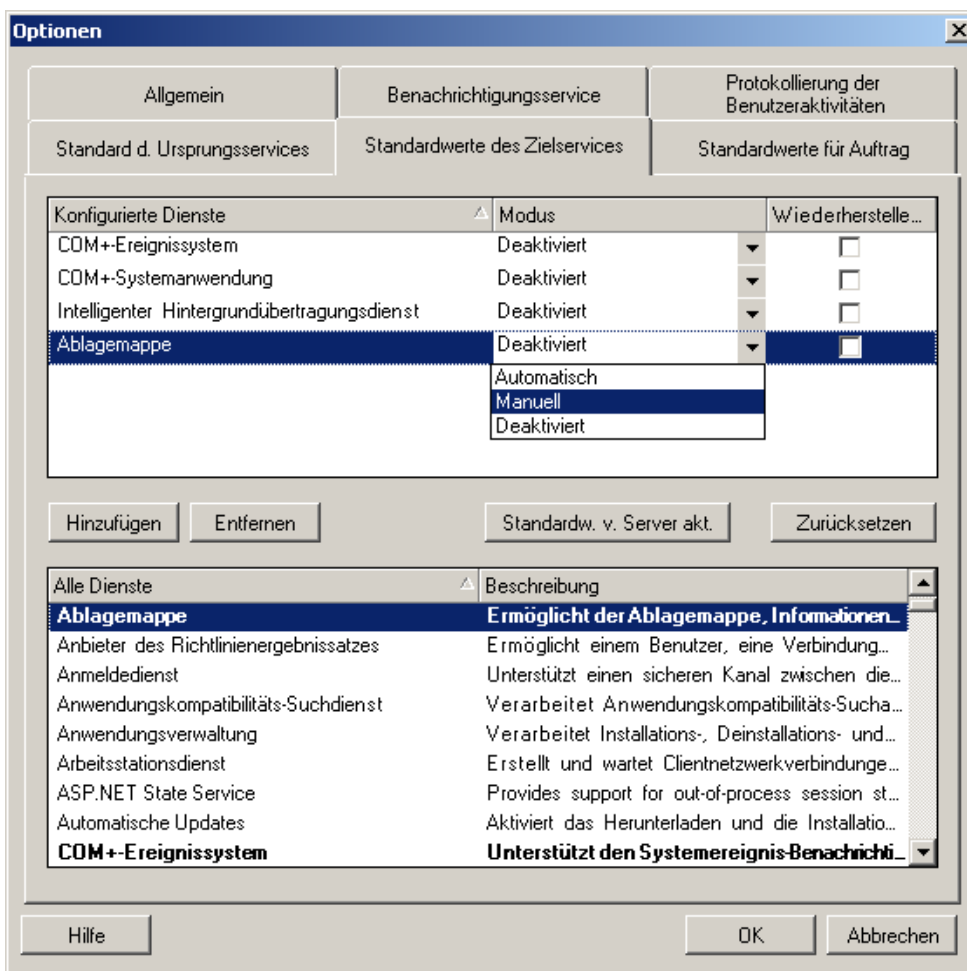 Optionen
Allgemein
Benachrichtigungsservice
Protokollierung der
Benutzeraktivitäten
Standard d. Ursprungsservices
Standardwerte des Zielservices
Standardwerte für Auftrag
Konfigurierte Dienste Modus Wiederherstelle...
COM+-Ereignissystem Deaktiviert
COM+-Systemanwendung Deaktiviert
Intelligenter Hintergrundübertragungsdienst Deaktiviert
Ablagemappe Deaktiviert
Automatisch
Manuell
Deaktiviert
Hinzufügen Entfernen Standardw. v. Server akt. Zurücksetzen
Alle Dienste Beschreibung
Ablagemappe Ermöglicht der Ablagemappe, Informationen...
Anbieter des Richtlinienergebnissatzes Ermöglicht einem Benutzer, eine Verbindung...
Anmeldedienst Unterstützt einen sicheren Kanal zwischen die...
Anwendungskompatibilitäts-Suchdienst Verarbeitet Anwendungskompatibilitäts-Sucha...
Anwendungsverwaltung Verarbeitet Installations-, Deinstallations- und...
Arbeitsstationsdienst Erstellt und wartet Clientnetzwerkverbindunge...
ASP.NET State Service Provides support for out-of-process session st...
Automatische Updates Aktiviert das Herunterladen und die Installatio...
COM+-Ereignissystem Unterstützt den Systemereignis-Benachrichti...
Hilfe OK Abbrechen